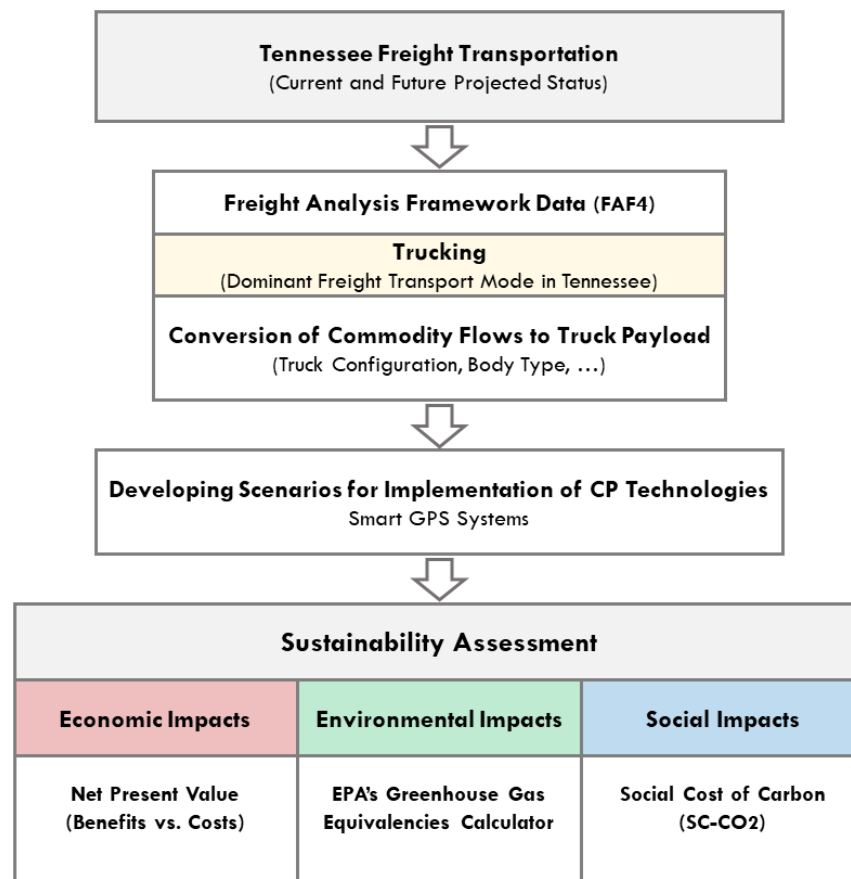 Tennessee Freight Transportation
(Current and Future Projected Status)
Freight Analysis Framework Data (FAF4)
Trucking
(Dominant Freight Transport Mode in Tennessee)
Conversion of Commodity Flows to Truck Payload
(Truck Configuration, Body Type, ...)
Developing Scenarios for Implementation of CP Technologies
Smart GPS Systems
Sustainability Assessment
Economic Impacts
Environmental Impacts
Social Impacts
Net Present Value
(Benefits vs. Costs)
EPA's Greenhouse Gas
Equivalencies Calculator
Social Cost of Carbon
(SC-CO2)